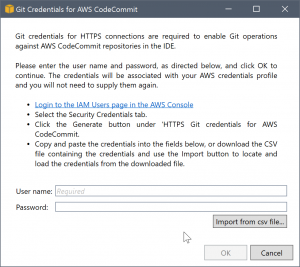 Git Credentials for AWS CodeCommit
Git credentials for HTTPS connections are required to enable Git operations
against AWS CodeCommit repositories in the IDE.
Please enter the user name and password, as directed below, and click OK to
continue. The credentials will be associated with your AWS credentials profile
and you will not need to supply them again.
• Login to the IAM Users page in the AWS Console
• Select the Security Credentials tab.
• Click the Generate button under 'HTTPS Git credentials for AWS
CodeCommit.
• Copy and paste the credentials into the fields below, or download the CSV
file containing the credentials and use the Import button to locate and
load the credentials from the downloaded file.
User name: Required
Password:
Import from csv file...
OK Cancel